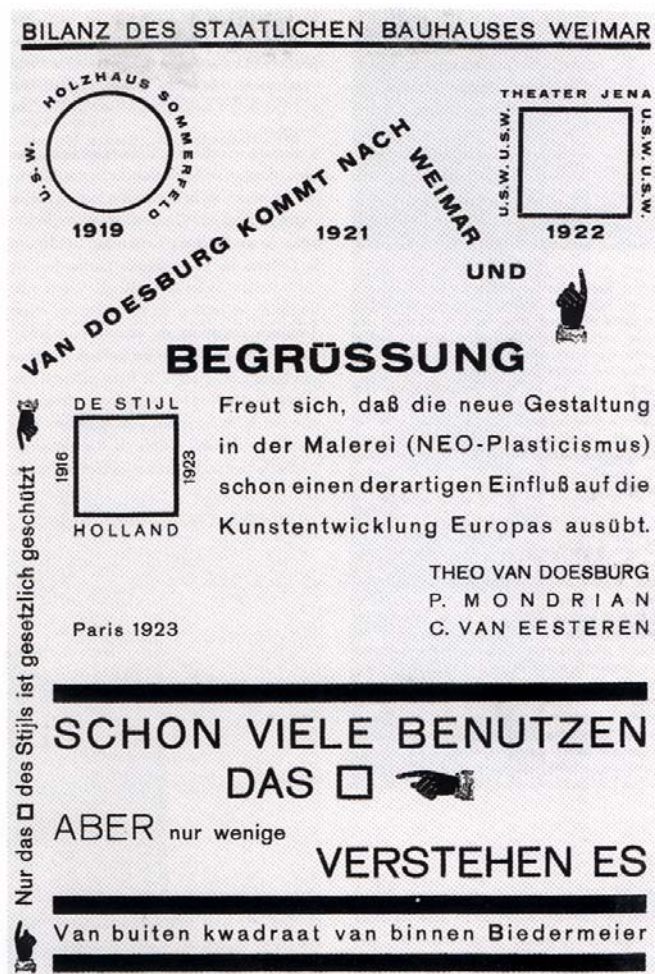 BILANZ DES STAATLICHEN BAUHAUSES WEIMAR
HOLZHAUS SOMMERFELD
U.S.W.
1919
VAN DOESBURG KOMMT NACH
WEIMAR
1921
UND
THEATER JENA
U.S.W. U.S.W.
U.S.W. U.S.W.
1922
BEGRÜSSUNG
DE STIJL
1916
1923
HOLLAND
Freut sich, daß die neue Gestaltung
in der Malerei (NEO-Plasticismus)
schon einen derartigen Einfluß auf die
Kunstentwicklung Europas ausübt.
THEO VAN DOESBURG
P. MONDRIAN
C. VAN EESTEREN
Paris 1923
Nur das □ des Stijls ist gesetzlich geschützt
SCHON VIELE BENUTZEN
DAS □
ABER nur wenige
VERSTEHEN ES
Van buiten kwadraat van binnen Biedermeier